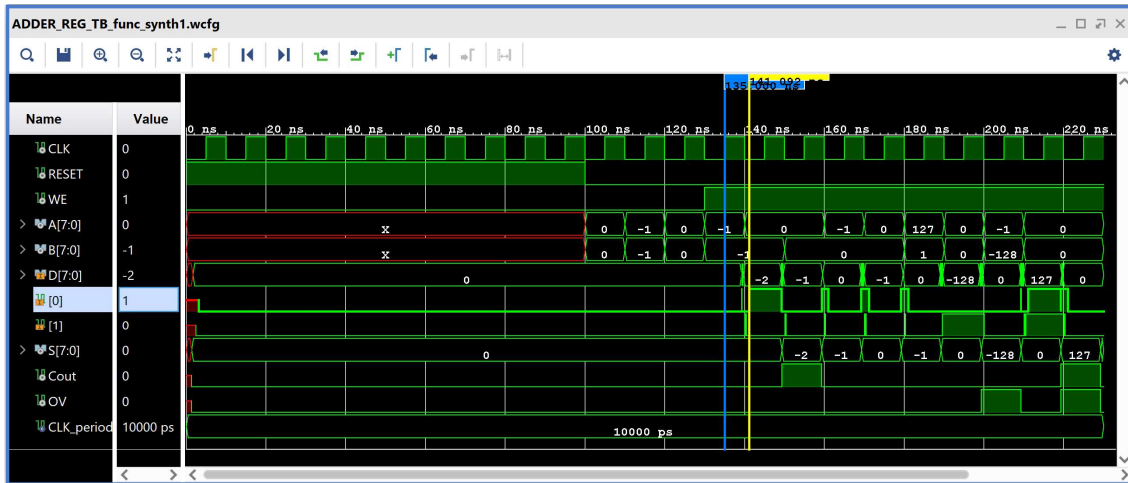 ADDER_REG_TB_func_synth1.wcfg
Name Value
0 ns 20 ns 40 ns 60 ns 80 ns 100 ns 120 ns 140 ns 160 ns 180 ns 200 ns 220 ns
CLK 0
RESET 0
WE 1
A[7:0] 0 X 0 -1 0 -1 0 -1 0 127 0 -1 0
B[7:0] -1 X 0 -1 0 -1 0 1 0 -128 0
D[7:0] -2 0 -2 -1 0 -1 0 -128 0 127 0
[0] 1
[1] 0
S[7:0] 0 0 -2 -1 0 -1 0 -128 0 127
Cout 0
OV 0
CLK_period 10000 ps 10000 ps